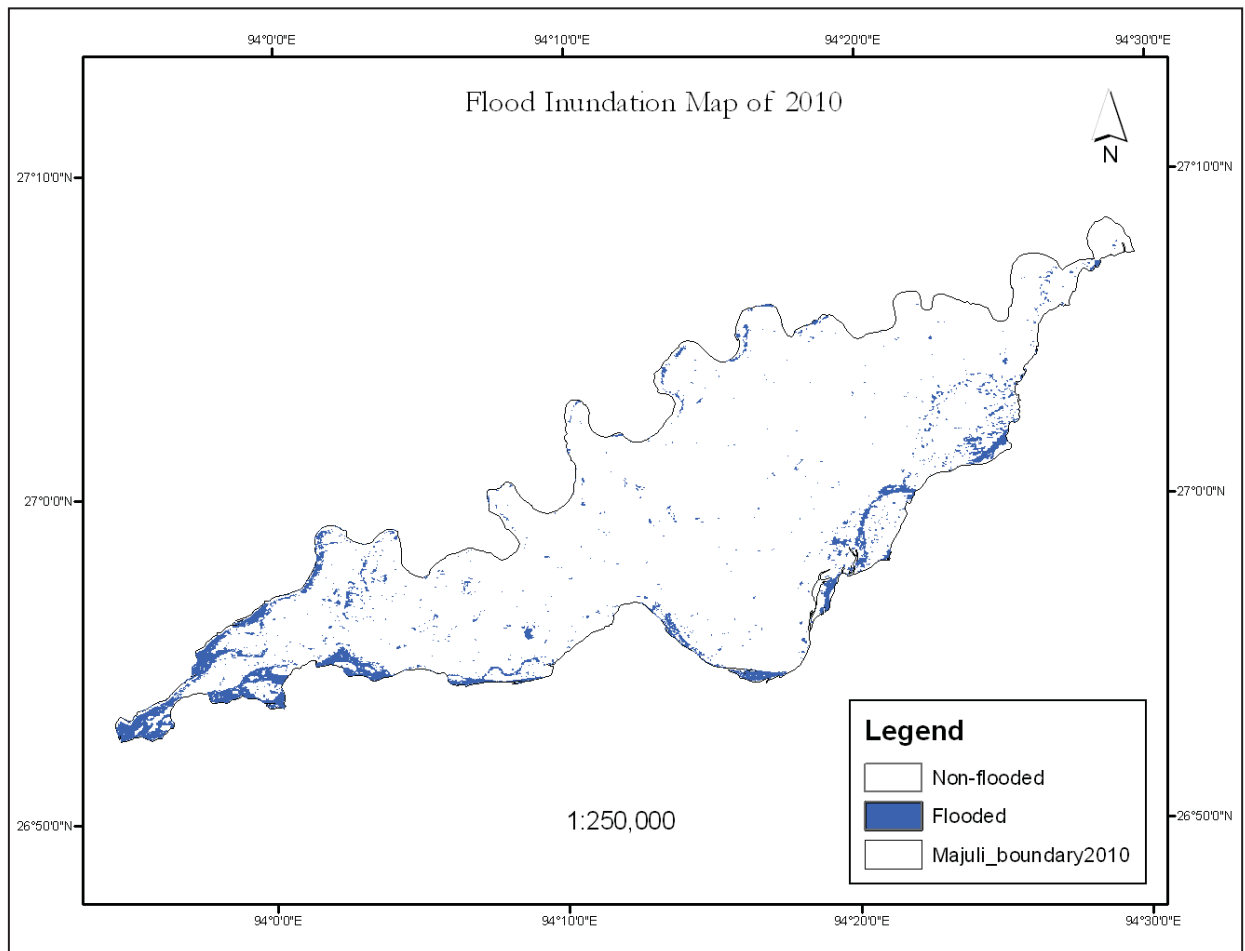 94°0'0"E 94°10'0"E 94°20'0"E 94°30'0"E
Flood Inundation Map of 2010
N
27°10'0"N 27°10'0"N
27°0'0"N 27°0'0"N
Legend
Non-flooded
Flooded
Majuli_boundary2010
1:250,000
26°50'0"N 26°50'0"N
94°0'0"E 94°10'0"E 94°20'0"E 94°30'0"E